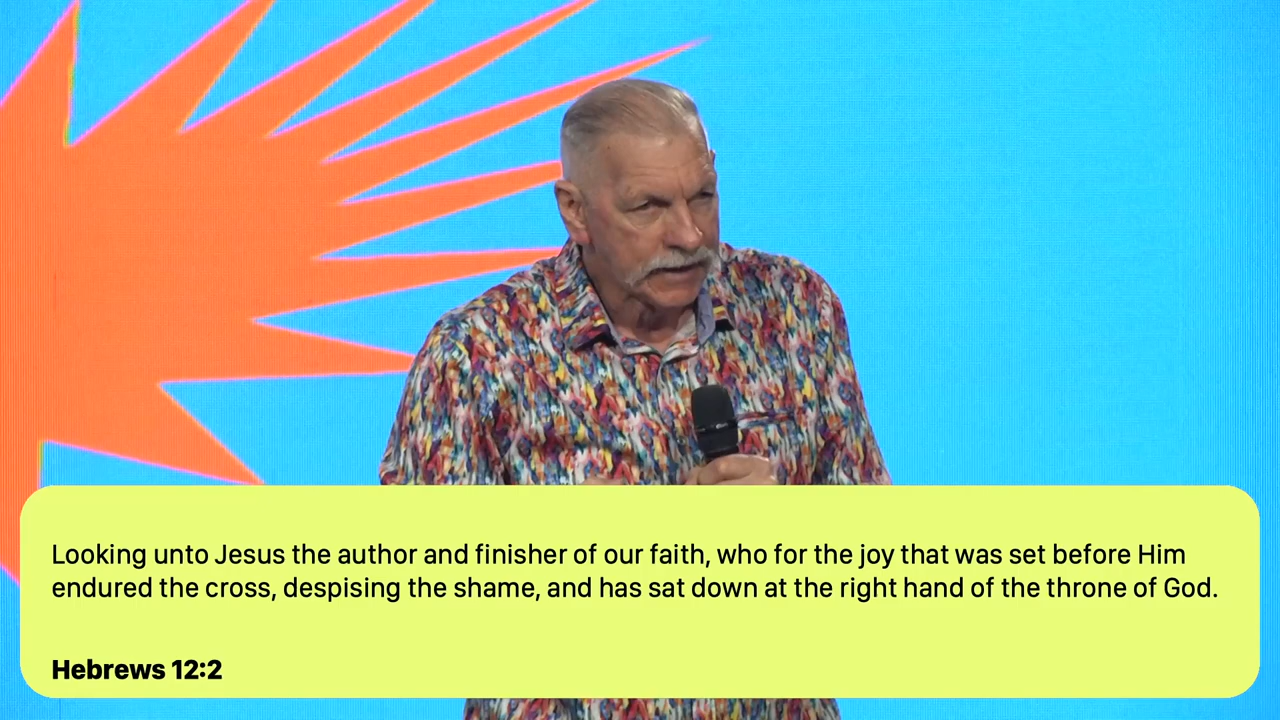 Looking unto Jesus the author and finisher of our faith, who for the joy that was set before Him
endured the cross, despising the shame, and has sat down at the right hand of the throne of God.
Hebrews 12:2